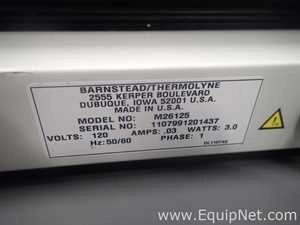 BARNSTEAD/THERMOLYNE
2555 KERPER BOULEVARD
DUBUQUE, IOWA 52001 U.S.A.
MADE IN U.S.A.
MODEL NO: M26125
SERIAL NO: 1107991201437
VOLTS: 120 AMPS: .03 WATTS: 3.0
Hz: 50/60 PHASE: 1
www.EquipNet.com